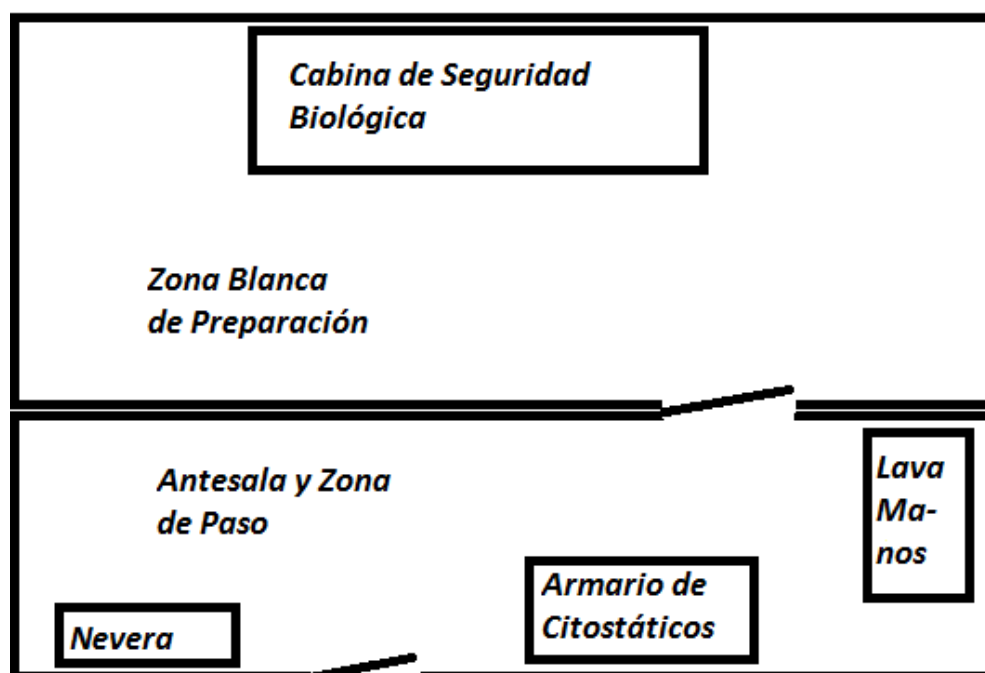 Cabina de Seguridad
Biológica
Zona Blanca
de Preparación
Antesala y Zona
de Paso
Lava
Ma-
nos
Armario de
Citostáticos
Nevera